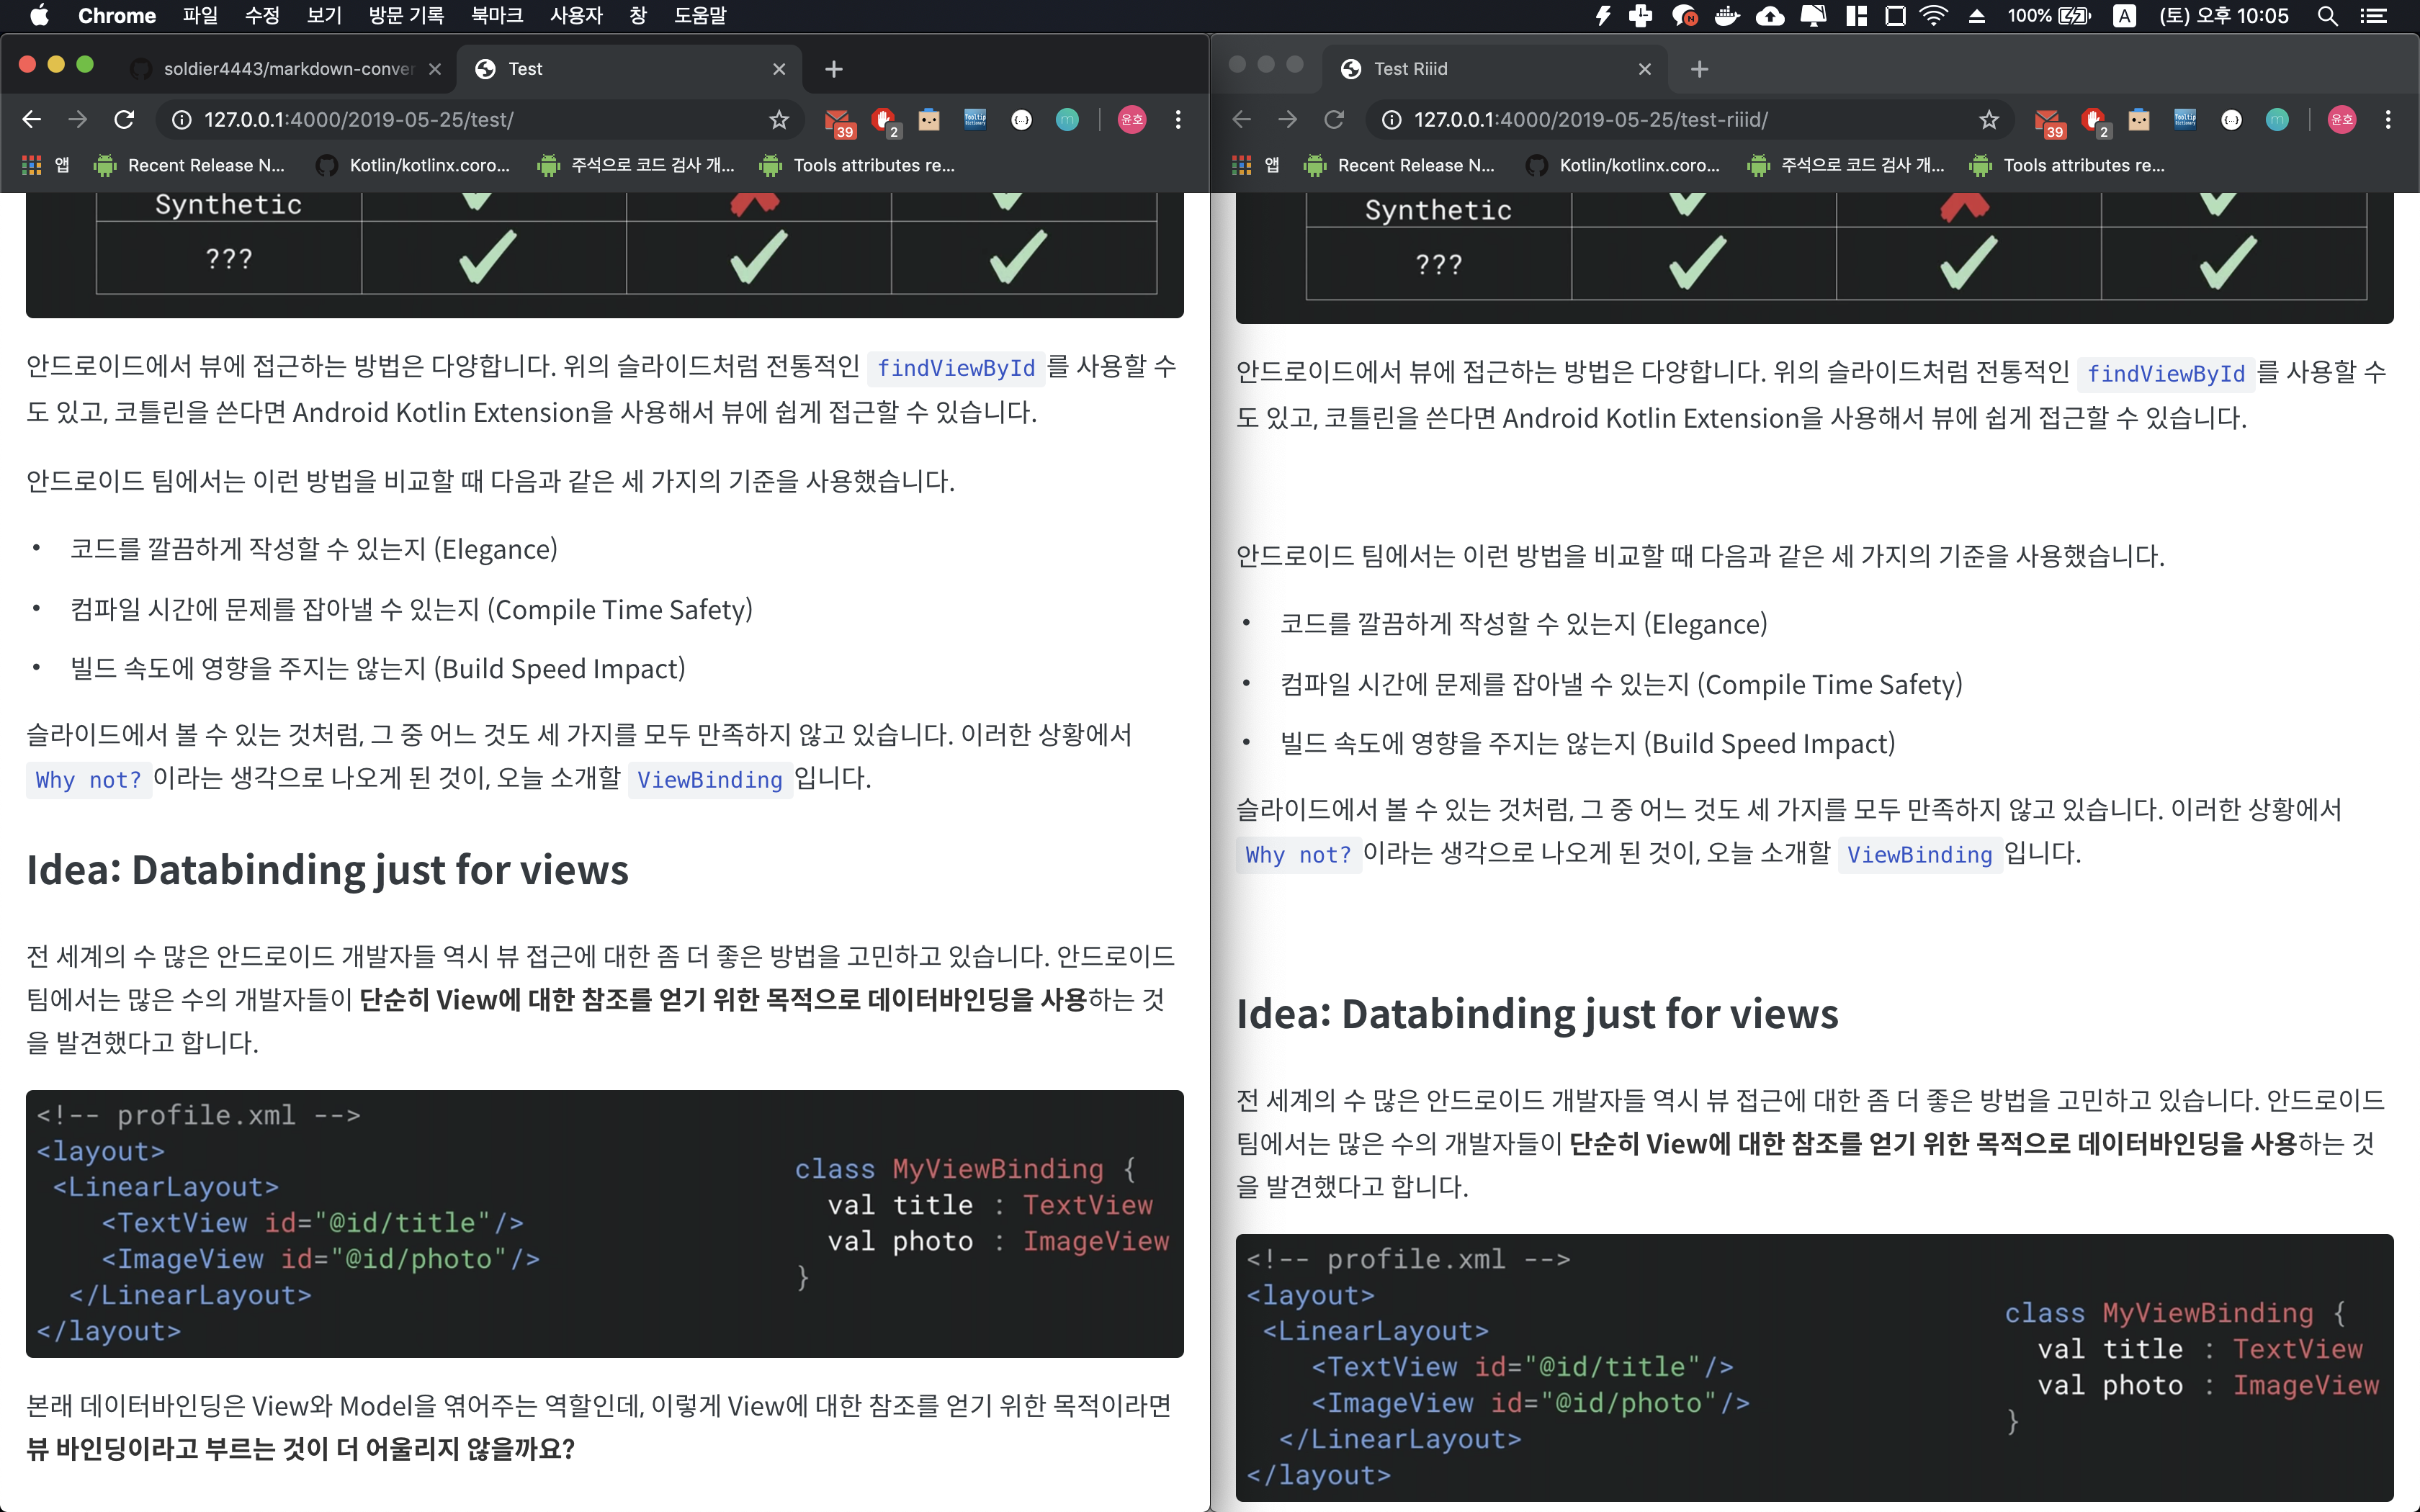 Chrome 파일 수정 보기 방문 기록 북마크 사용자 창 도움말 100% A (토) 오후 10:05
soldier4443/markdown-conver
Test
127.0.0.1:4000/2019-05-25/test/
39 2 Tooltip Dictionary {...} m 윤호
앱 Recent Release N... Kotlin/kotlinx.coro... 주석으로 코드 검사 개... Tools attributes re...
Synthetic
???
안드로이드에서 뷰에 접근하는 방법은 다양합니다. 위의 슬라이드처럼 전통적인 findViewById를 사용할 수
도 있고, 코틀린을 쓴다면 Android Kotlin Extension을 사용해서 뷰에 쉽게 접근할 수 있습니다.
안드로이드 팀에서는 이런 방법을 비교할 때 다음과 같은 세 가지의 기준을 사용했습니다.
• 코드를 깔끔하게 작성할 수 있는지 (Elegance)
• 컴파일 시간에 문제를 잡아낼 수 있는지 (Compile Time Safety)
• 빌드 속도에 영향을 주지는 않는지 (Build Speed Impact)
슬라이드에서 볼 수 있는 것처럼, 그 중 어느 것도 세 가지를 모두 만족하지 않고 있습니다. 이러한 상황에서
Why not?이라는 생각으로 나오게 된 것이, 오늘 소개할 ViewBinding입니다.
Idea: Databinding just for views
전 세계의 수 많은 안드로이드 개발자들 역시 뷰 접근에 대한 좀 더 좋은 방법을 고민하고 있습니다. 안드로이드
팀에서는 많은 수의 개발자들이 단순히 View에 대한 참조를 얻기 위한 목적으로 데이터바인딩을 사용하는 것
을 발견했다고 합니다.
<!-- profile.xml -->
<layout>
<LinearLayout>
<TextView id="@id/title"/>
<ImageView id="@id/photo"/>
</LinearLayout>
</layout>
class MyViewBinding {
val title : TextView
val photo : ImageView
}
본래 데이터바인딩은 View와 Model을 엮어주는 역할인데, 이렇게 View에 대한 참조를 얻기 위한 목적이라면
뷰 바인딩이라고 부르는 것이 더 어울리지 않을까요?
Test Riiid
127.0.0.1:4000/2019-05-25/test-riiid/
39 2 Tooltip Dictionary {...} m 윤호
앱 Recent Release N... Kotlin/kotlinx.coro... 주석으로 코드 검사 개... Tools attributes re...
Synthetic
???
안드로이드에서 뷰에 접근하는 방법은 다양합니다. 위의 슬라이드처럼 전통적인 findViewById 를 사용할 수
도 있고, 코틀린을 쓴다면 Android Kotlin Extension을 사용해서 뷰에 쉽게 접근할 수 있습니다.
안드로이드 팀에서는 이런 방법을 비교할 때 다음과 같은 세 가지의 기준을 사용했습니다.
• 코드를 깔끔하게 작성할 수 있는지 (Elegance)
• 컴파일 시간에 문제를 잡아낼 수 있는지 (Compile Time Safety)
• 빌드 속도에 영향을 주지는 않는지 (Build Speed Impact)
슬라이드에서 볼 수 있는 것처럼, 그 중 어느 것도 세 가지를 모두 만족하지 않고 있습니다. 이러한 상황에서
Why not?이라는 생각으로 나오게 된 것이, 오늘 소개할 ViewBinding 입니다.
Idea: Databinding just for views
전 세계의 수 많은 안드로이드 개발자들 역시 뷰 접근에 대한 좀 더 좋은 방법을 고민하고 있습니다. 안드로이드
팀에서는 많은 수의 개발자들이 단순히 View에 대한 참조를 얻기 위한 목적으로 데이터바인딩을 사용하는 것
을 발견했다고 합니다.
<!-- profile.xml -->
<layout>
<LinearLayout>
<TextView id="@id/title"/>
<ImageView id="@id/photo"/>
</LinearLayout>
</layout>
class MyViewBinding {
val title : TextView
val photo : ImageView
}